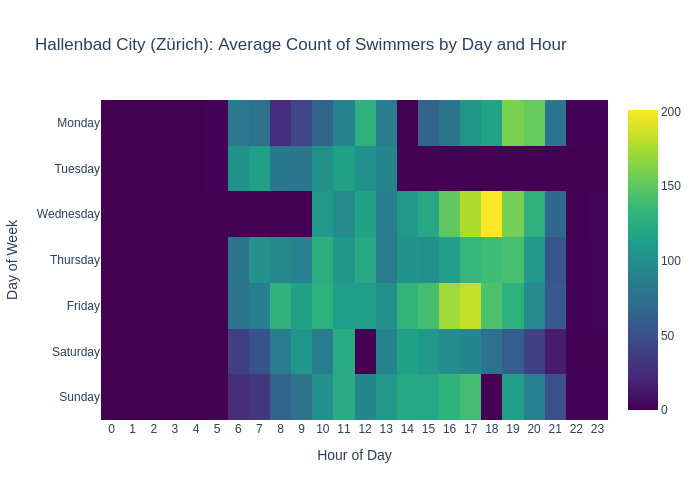 Hallenbad City (Zürich): Average Count of Swimmers by Day and Hour
Day of Week
Monday
Tuesday
Wednesday
Thursday
Friday
Saturday
Sunday
0 1 2 3 4 5 6 7 8 9 10 11 12 13 14 15 16 17 18 19 20 21 22 23
Hour of Day
200
150
100
50
0